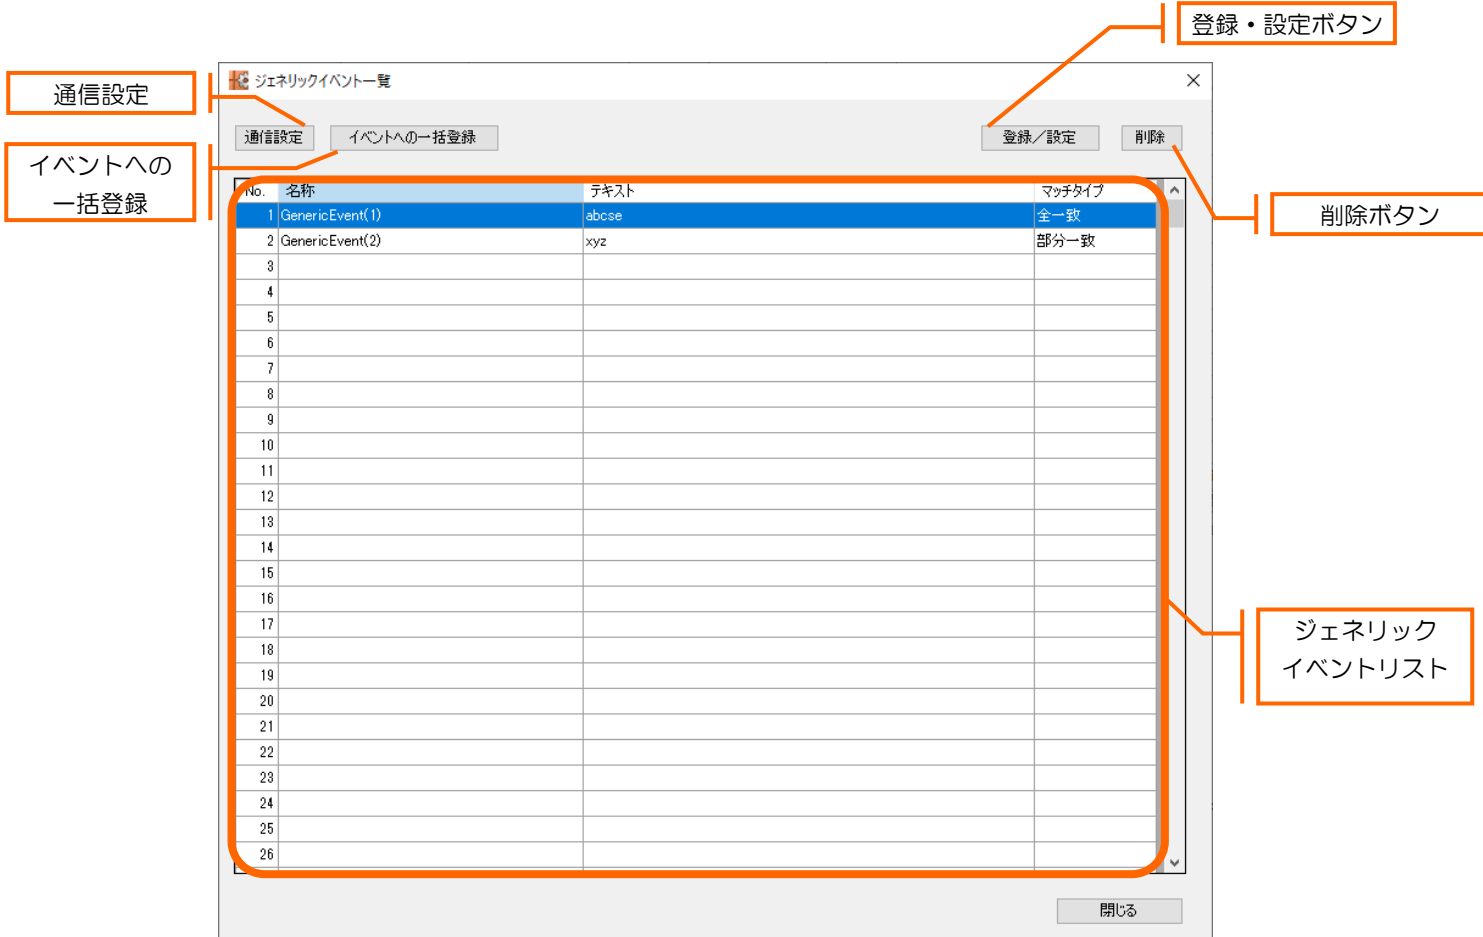 登録・設定ボタン
ジェネリックイベント一覧
通信設定
通信設定 イベントへの一括登録 登録／設定 削除
イベントへの
一括登録
No. 名称 テキスト マッチタイプ
1 GenericEvent(1) abcse 全一致
削除ボタン
2 GenericEvent(2) xyz 部分一致
3
4
5
6
7
8
9
10
11
12
13
14
15
16
17
ジェネリック
イベントリスト
18
19
20
21
22
23
24
25
26
閉じる